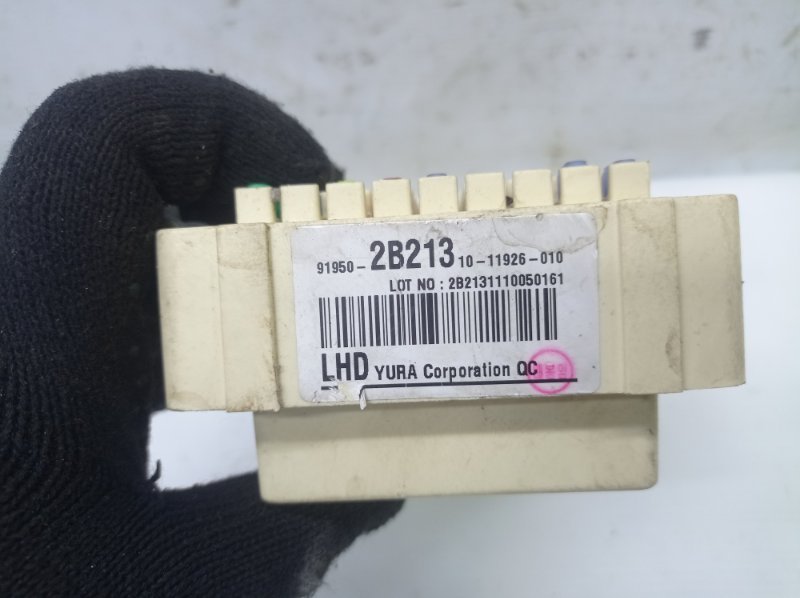 91950-2B213 10-11926-010
LOT NO : 2B2131110050161
LHD YURA Corporation QC